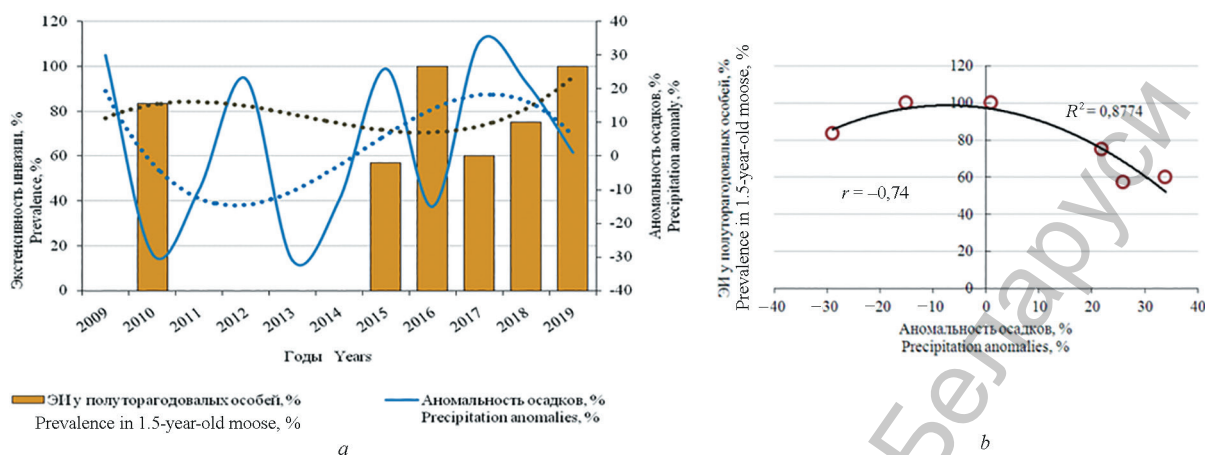 Экстенсивность инвазии, %
Prevalence, %
120
100
80
60
40
20
0
40
30
20
10
0
-10
-20
-30
-40
Аномальность осадков, %
Precipitation anomaly, %
2009
2010
2011
2012
2013
2014
2015
2016
2017
2018
2019
Годы Years
ЭИ у полуторагодовалых особей, %
Prevalence in 1.5-year-old moose, %
Аномальность осадков, %
Precipitation anomalies, %
a
ЭИ у полуторагодовалых особей, %
Prevalence in 1.5-year-old moose, %
120
100
80
60
40
20
0
R² = 0,8774
r = –0,74
−40
−30
−20
−10
0
10
20
30
40
Аномальность осадков, %
Precipitation anomalies, %
b
Беларуси